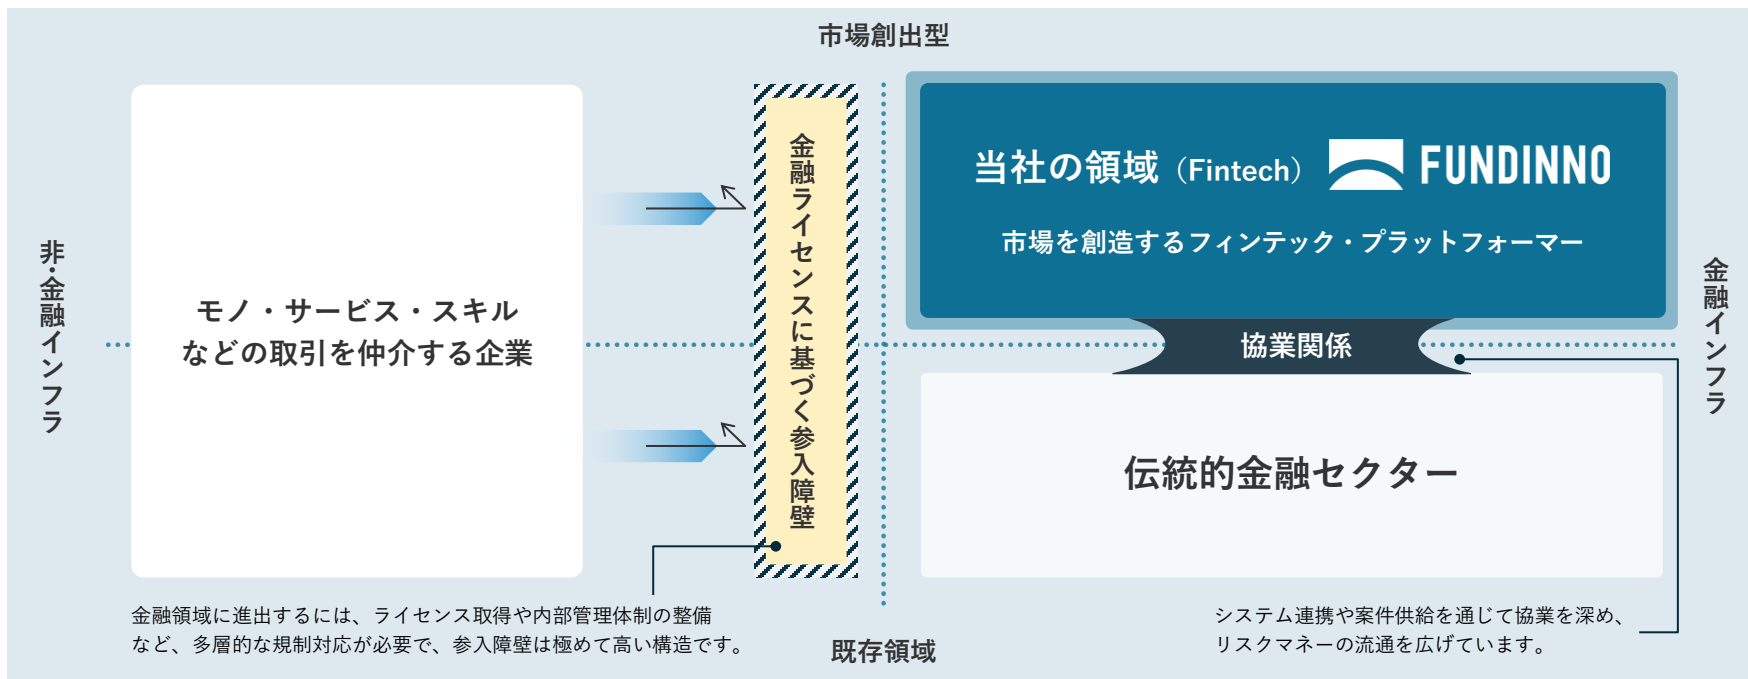 市場創出型
非・金融インフラ
モノ・サービス・スキル
などの取引を仲介する企業
金融ライセンスに基づく参入障壁
当社の領域（Fintech） FUNDINNO
市場を創造するフィンテック・プラットフォーマー
協業関係
伝統的金融セクター
金融インフラ
金融領域に進出するには、ライセンス取得や内部管理体制の整備
など、多層的な規制対応が必要で、参入障壁は極めて高い構造です。
既存領域
システム連携や案件供給を通じて協業を深め、
リスクマネーの流通を広げています。